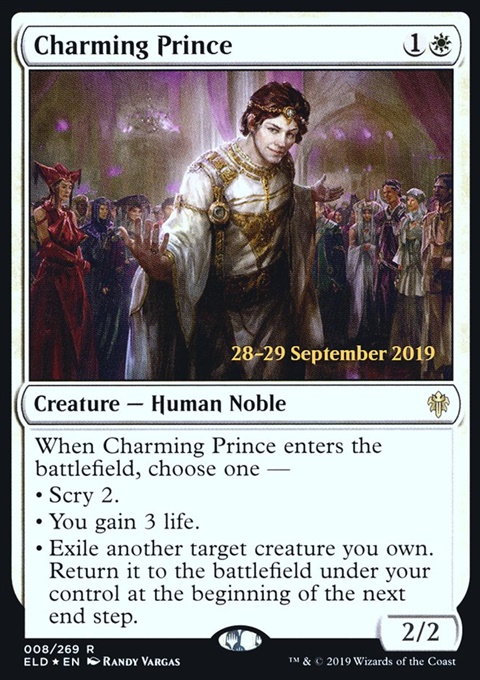 Charming Prince 1
28–29 September 2019
Creature — Human Noble
When Charming Prince enters the
battlefield, choose one —
• Scry 2.
• You gain 3 life.
• Exile another target creature you own.
Return it to the battlefield under your
control at the beginning of the next
end step.
2/2
008/269 R
ELD ★ EN RANDY VARGAS
™ & © 2019 Wizards of the Coast